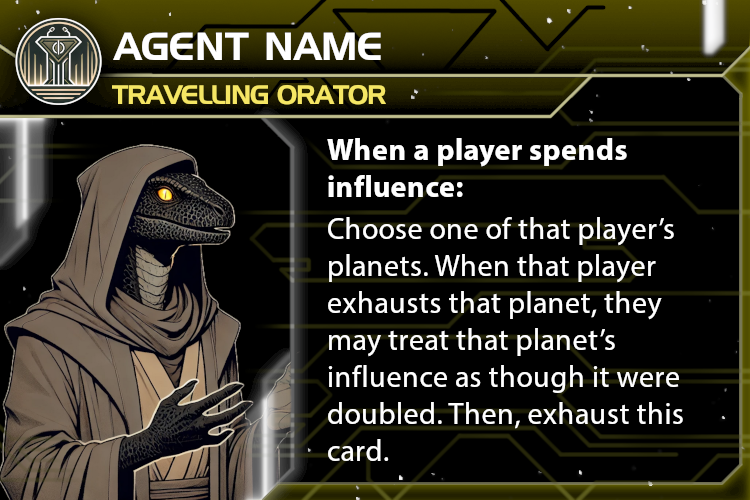 AGENT NAME
TRAVELLING ORATOR
When a player spends
influence:
Choose one of that player’s
planets. When that player
exhausts that planet, they
may treat that planet’s
influence as though it were
doubled. Then, exhaust this
card.